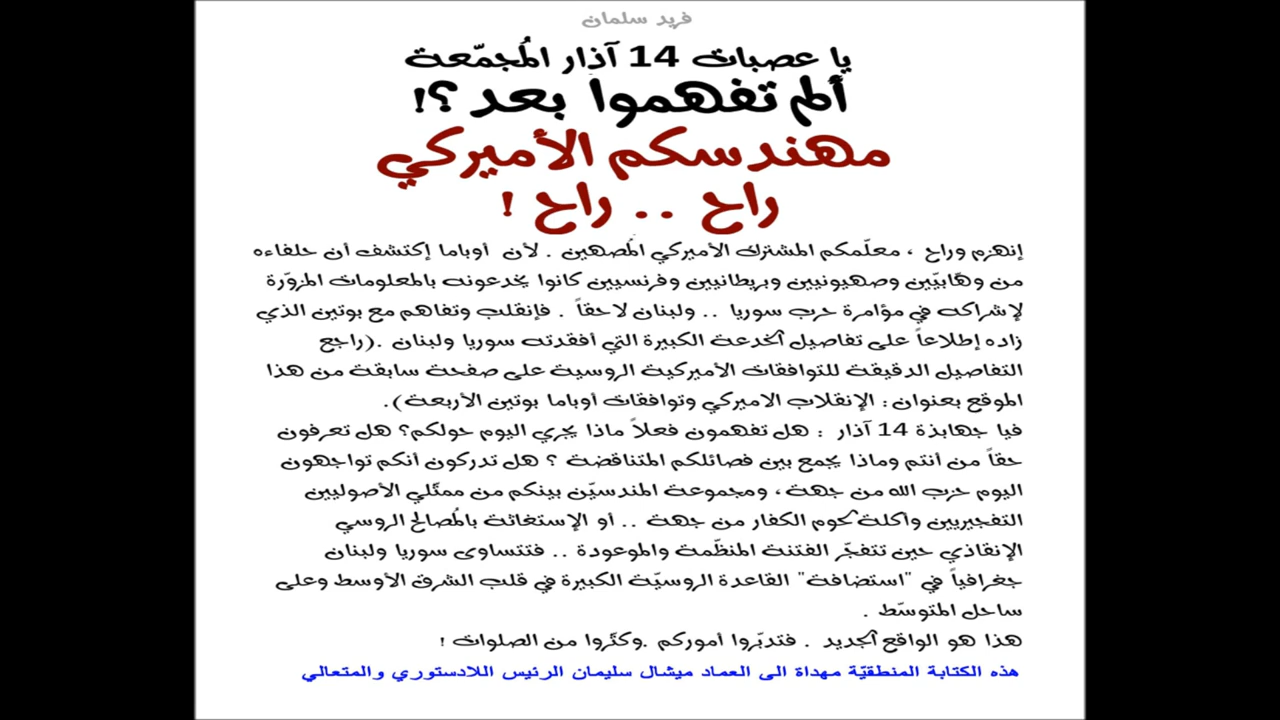 فريد سلمان
يا عصبات 14 آذار المُجمّعة
ألم تفهموا بعد ؟!
مهندسكم الأميركي
راح .. راح !
إنهزم وراح ، معلّمكم المشترك الأميركي المُصهين . لأن أوباما إكتشف أن حلفاءه
من وهّابيّين وصهيونيين وبريطانيين وفرنسيين كانوا يخدعونه بالمعلومات المزوّرة
لإشراكه في مؤامرة حرب سوريا .. ولبنان لاحقاً . فإنقلب وتفاهم مع بوتين الذي
زاده إطلاعاً على تفاصيل الخدعة الكبيرة التي أفقدته سوريا ولبنان .(راجع
التفاصيل الدقيقة للتوافقات الأميركية الروسية على صفحة سابقة من هذا
الموقع بعنوان: الإنقلاب الاميركي وتوافقات أوباما بوتين الأربعة).
فيا جهابذة 14 آذار : هل تفهمون فعلاً ماذا يجري اليوم حولكم؟ هل تعرفون
حقاً من أنتم وماذا يجمع بين فصائلكم المتناقضة ؟ هل تدركون أنكم تواجهون
اليوم حزب الله من جهة، ومجموعة المندسيّن بينكم من ممثّلي الأصوليين
التفجيريين وأكلة لحوم الكفار من جهة .. أو الإستغاثة بالمُصالح الروسي
الإنقاذي حين تتفجّر الفتنة المنظّمة والموعودة .. فتتساوى سوريا ولبنان
جغرافياً في "استضافة" القاعدة الروسيّة الكبيرة في قلب الشرق الأوسط وعلى
ساحل المتوسّط .
هذا هو الواقع الجديد . فتدبّروا أموركم .وكثّروا من الصلوات !
هذه الكتابة المنطقيّة مهداة الى العماد ميشال سليمان الرئيس اللادستوري والمتعالي